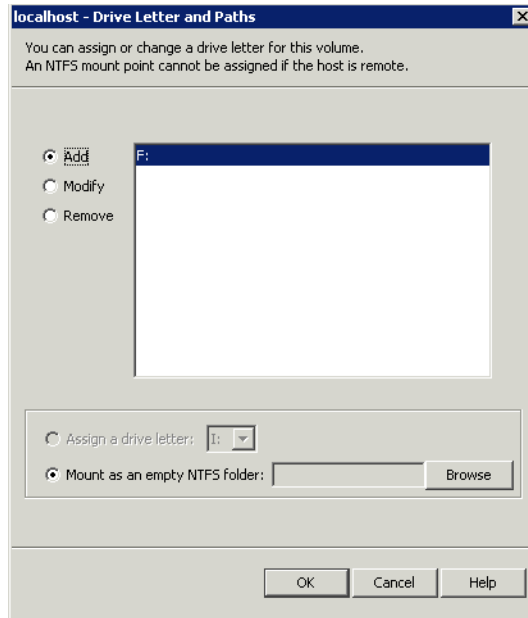 localhost - Drive Letter and Paths
You can assign or change a drive letter for this volume.
An NTFS mount point cannot be assigned if the host is remote.
Add
F:
Modify
Remove
Assign a drive letter:
I:
Mount as an empty NTFS folder:
Browse
OK
Cancel
Help